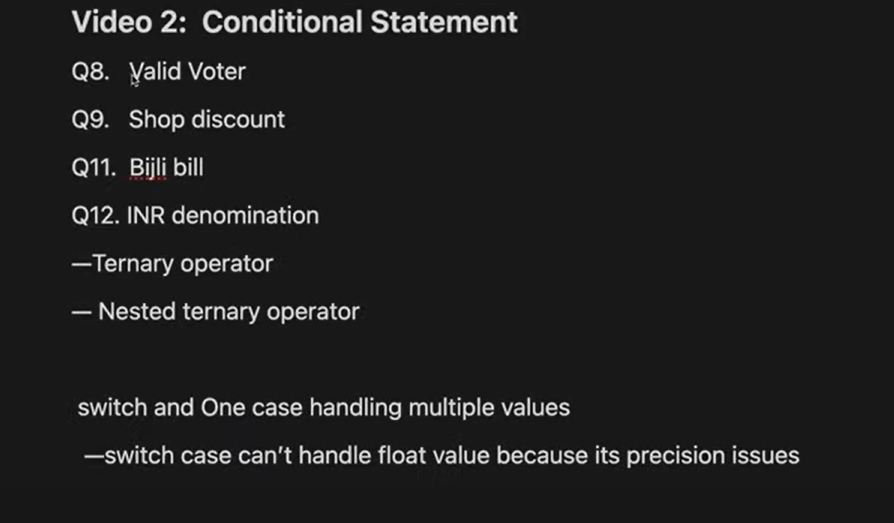 Video 2: Conditional Statement
Q8. Valid Voter
Q9. Shop discount
Q11. Bijli bill
Q12. INR denomination
—Ternary operator
— Nested ternary operator
switch and One case handling multiple values
—switch case can't handle float value because its precision issues